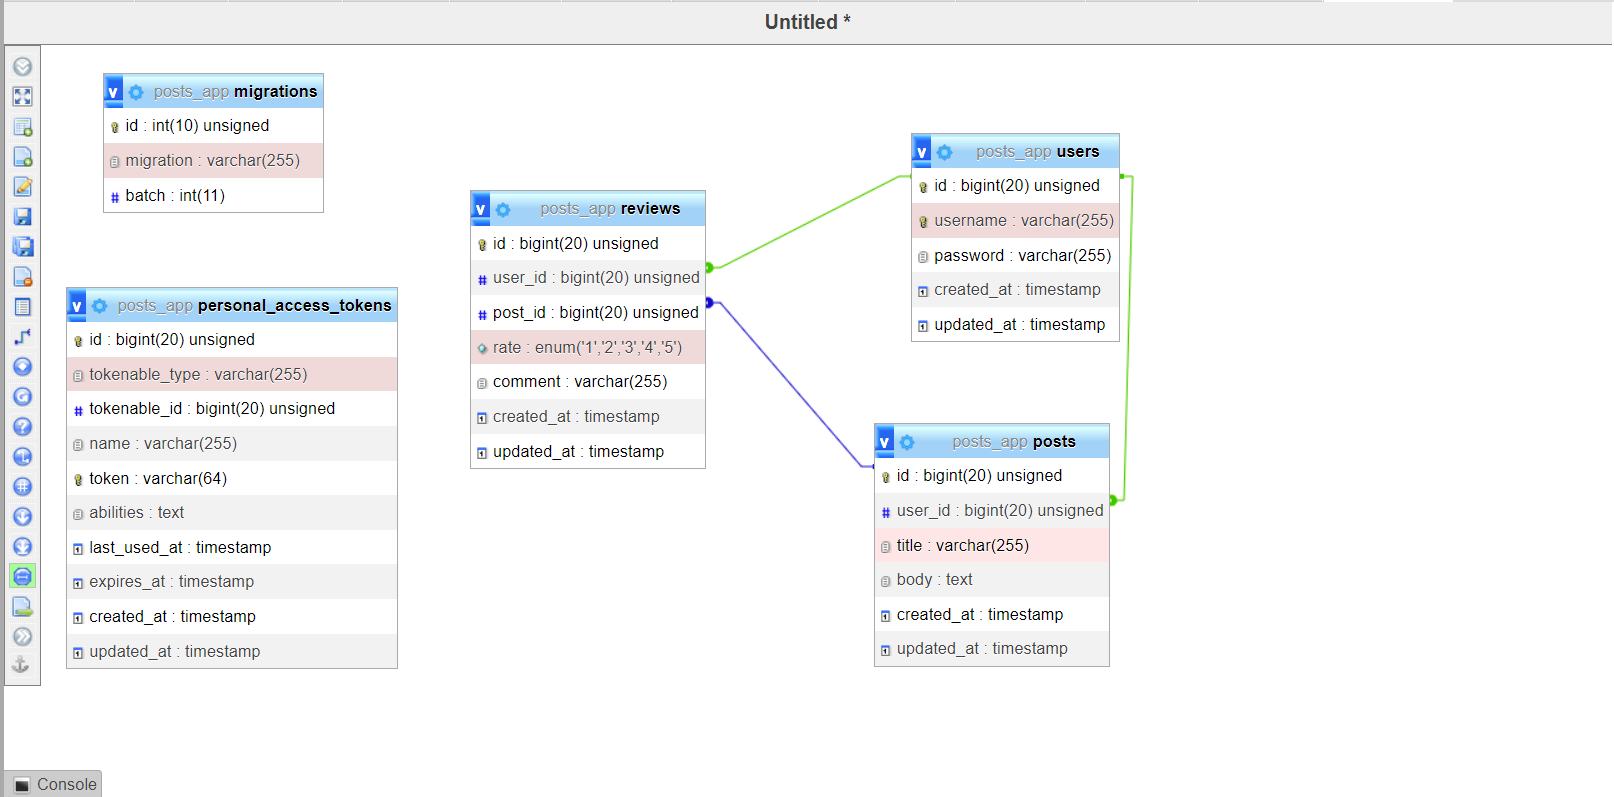 Untitled *
v posts_app migrations
id : int(10) unsigned
migration : varchar(255)
# batch : int(11)
v posts_app personal_access_tokens
id : bigint(20) unsigned
tokenable_type : varchar(255)
# tokenable_id : bigint(20) unsigned
name : varchar(255)
token : varchar(64)
abilities : text
last_used_at : timestamp
expires_at : timestamp
created_at : timestamp
updated_at : timestamp
v posts_app reviews
id : bigint(20) unsigned
# user_id : bigint(20) unsigned
# post_id : bigint(20) unsigned
rate : enum('1','2','3','4','5')
comment : varchar(255)
created_at : timestamp
updated_at : timestamp
v posts_app users
id : bigint(20) unsigned
username : varchar(255)
password : varchar(255)
created_at : timestamp
updated_at : timestamp
v posts_app posts
id : bigint(20) unsigned
# user_id : bigint(20) unsigned
title : varchar(255)
body : text
created_at : timestamp
updated_at : timestamp
Console